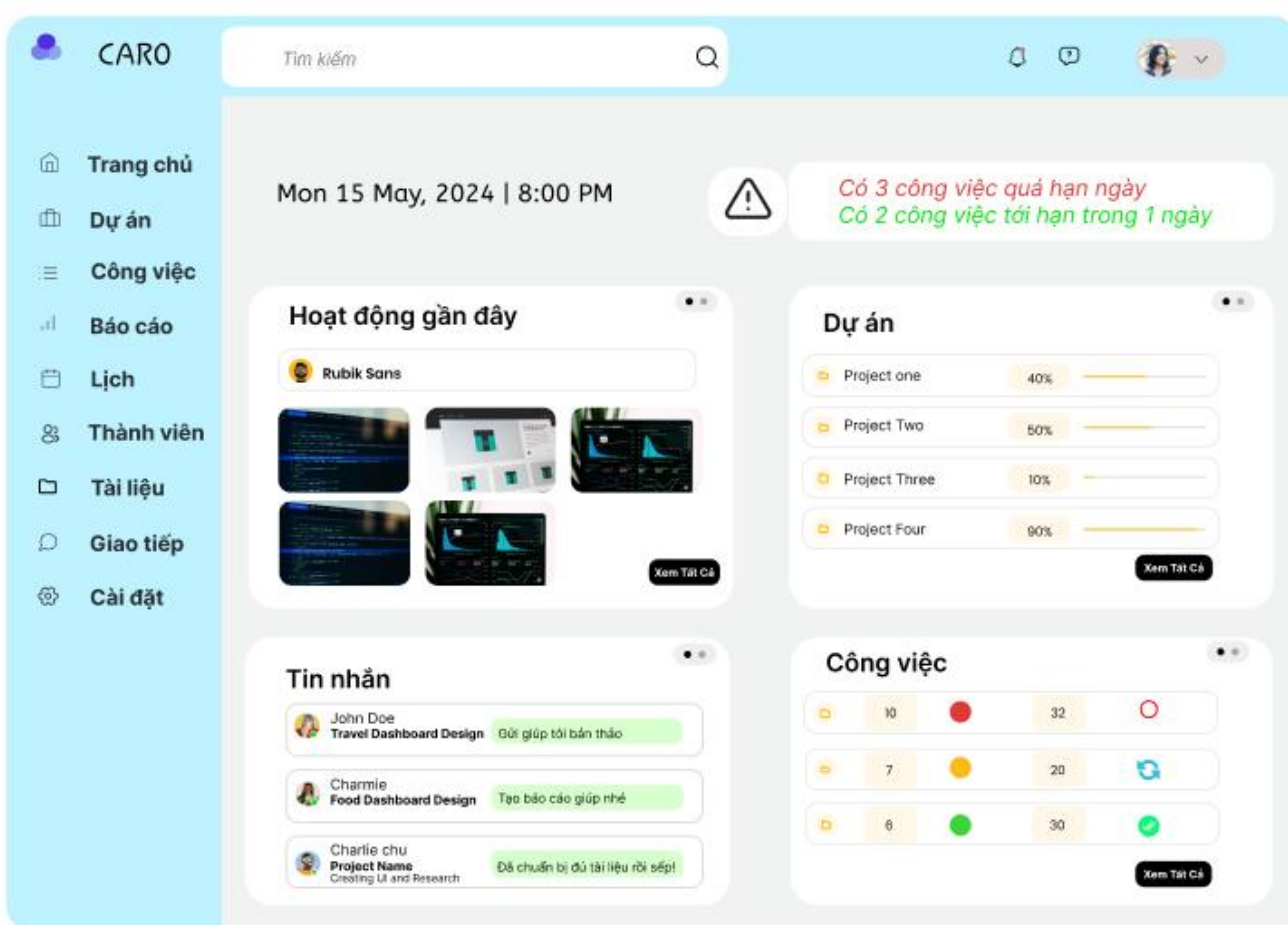 CARO
Tìm kiếm
Trang chủ
Dự án
Công việc
Báo cáo
Lịch
Thành viên
Tài liệu
Giao tiếp
Cài đặt
Mon 15 May, 2024 | 8:00 PM
Có 3 công việc quá hạn ngày
Có 2 công việc tới hạn trong 1 ngày
Hoạt động gần đây
Rubik Sans
Xem Tất Cả
Dự án
Project one 40%
Project Two 50%
Project Three 10%
Project Four 90%
Xem Tất Cả
Tin nhắn
John Doe
Travel Dashboard Design Gửi giúp tôi bản thảo
Charmie
Food Dashboard Design Tạo báo cáo giúp nhé
Charlie chu
Project Name Đã chuẩn bị đủ tài liệu rồi sếp!
Creating UI and Research
Công việc
10 32
7 20
6 30
Xem Tất Cả